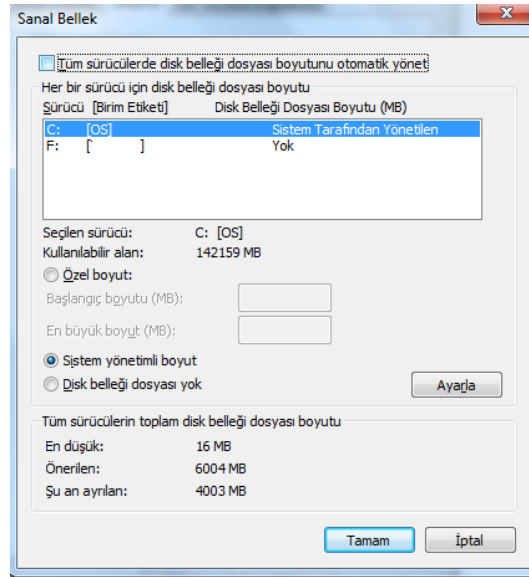 Sanal Bellek
Tüm sürücülerde disk belleği dosyası boyutunu otomatik yönet
Her bir sürücü için disk belleği dosyası boyutu
Sürücü [Birim Etiketi] Disk Belleği Dosyası Boyutu (MB)
C: [OS] Sistem Tarafından Yönetilen
F: [ ] Yok
Seçilen sürücü: C: [OS]
Kullanılabilir alan: 142159 MB
Özel boyut:
Başlangıç boyutu (MB):
En büyük boyut (MB):
Sistem yönetimli boyut
Disk belleği dosyası yok
Ayarla
Tüm sürücülerin toplam disk belleği dosyası boyutu
En düşük: 16 MB
Önerilen: 6004 MB
Şu an ayrılan: 4003 MB
Tamam İptal